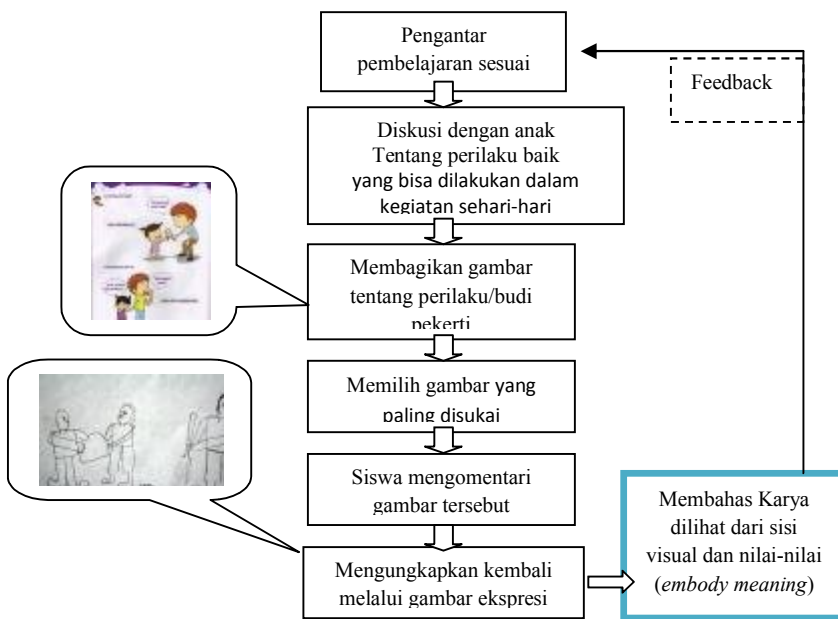 Pengantar
pembelajaran sesuai
Feedback
Diskusi dengan anak
Tentang perilaku baik
yang bisa dilakukan dalam
kegiatan sehari-hari
Membagikan gambar
tentang perilaku/budi
pekerti
Memilih gambar yang
paling disukai
Siswa mengomentari
gambar tersebut
Mengungkapkan kembali
melalui gambar ekspresi
Membahas Karya
dilihat dari sisi
visual dan nilai-nilai
(embody meaning)